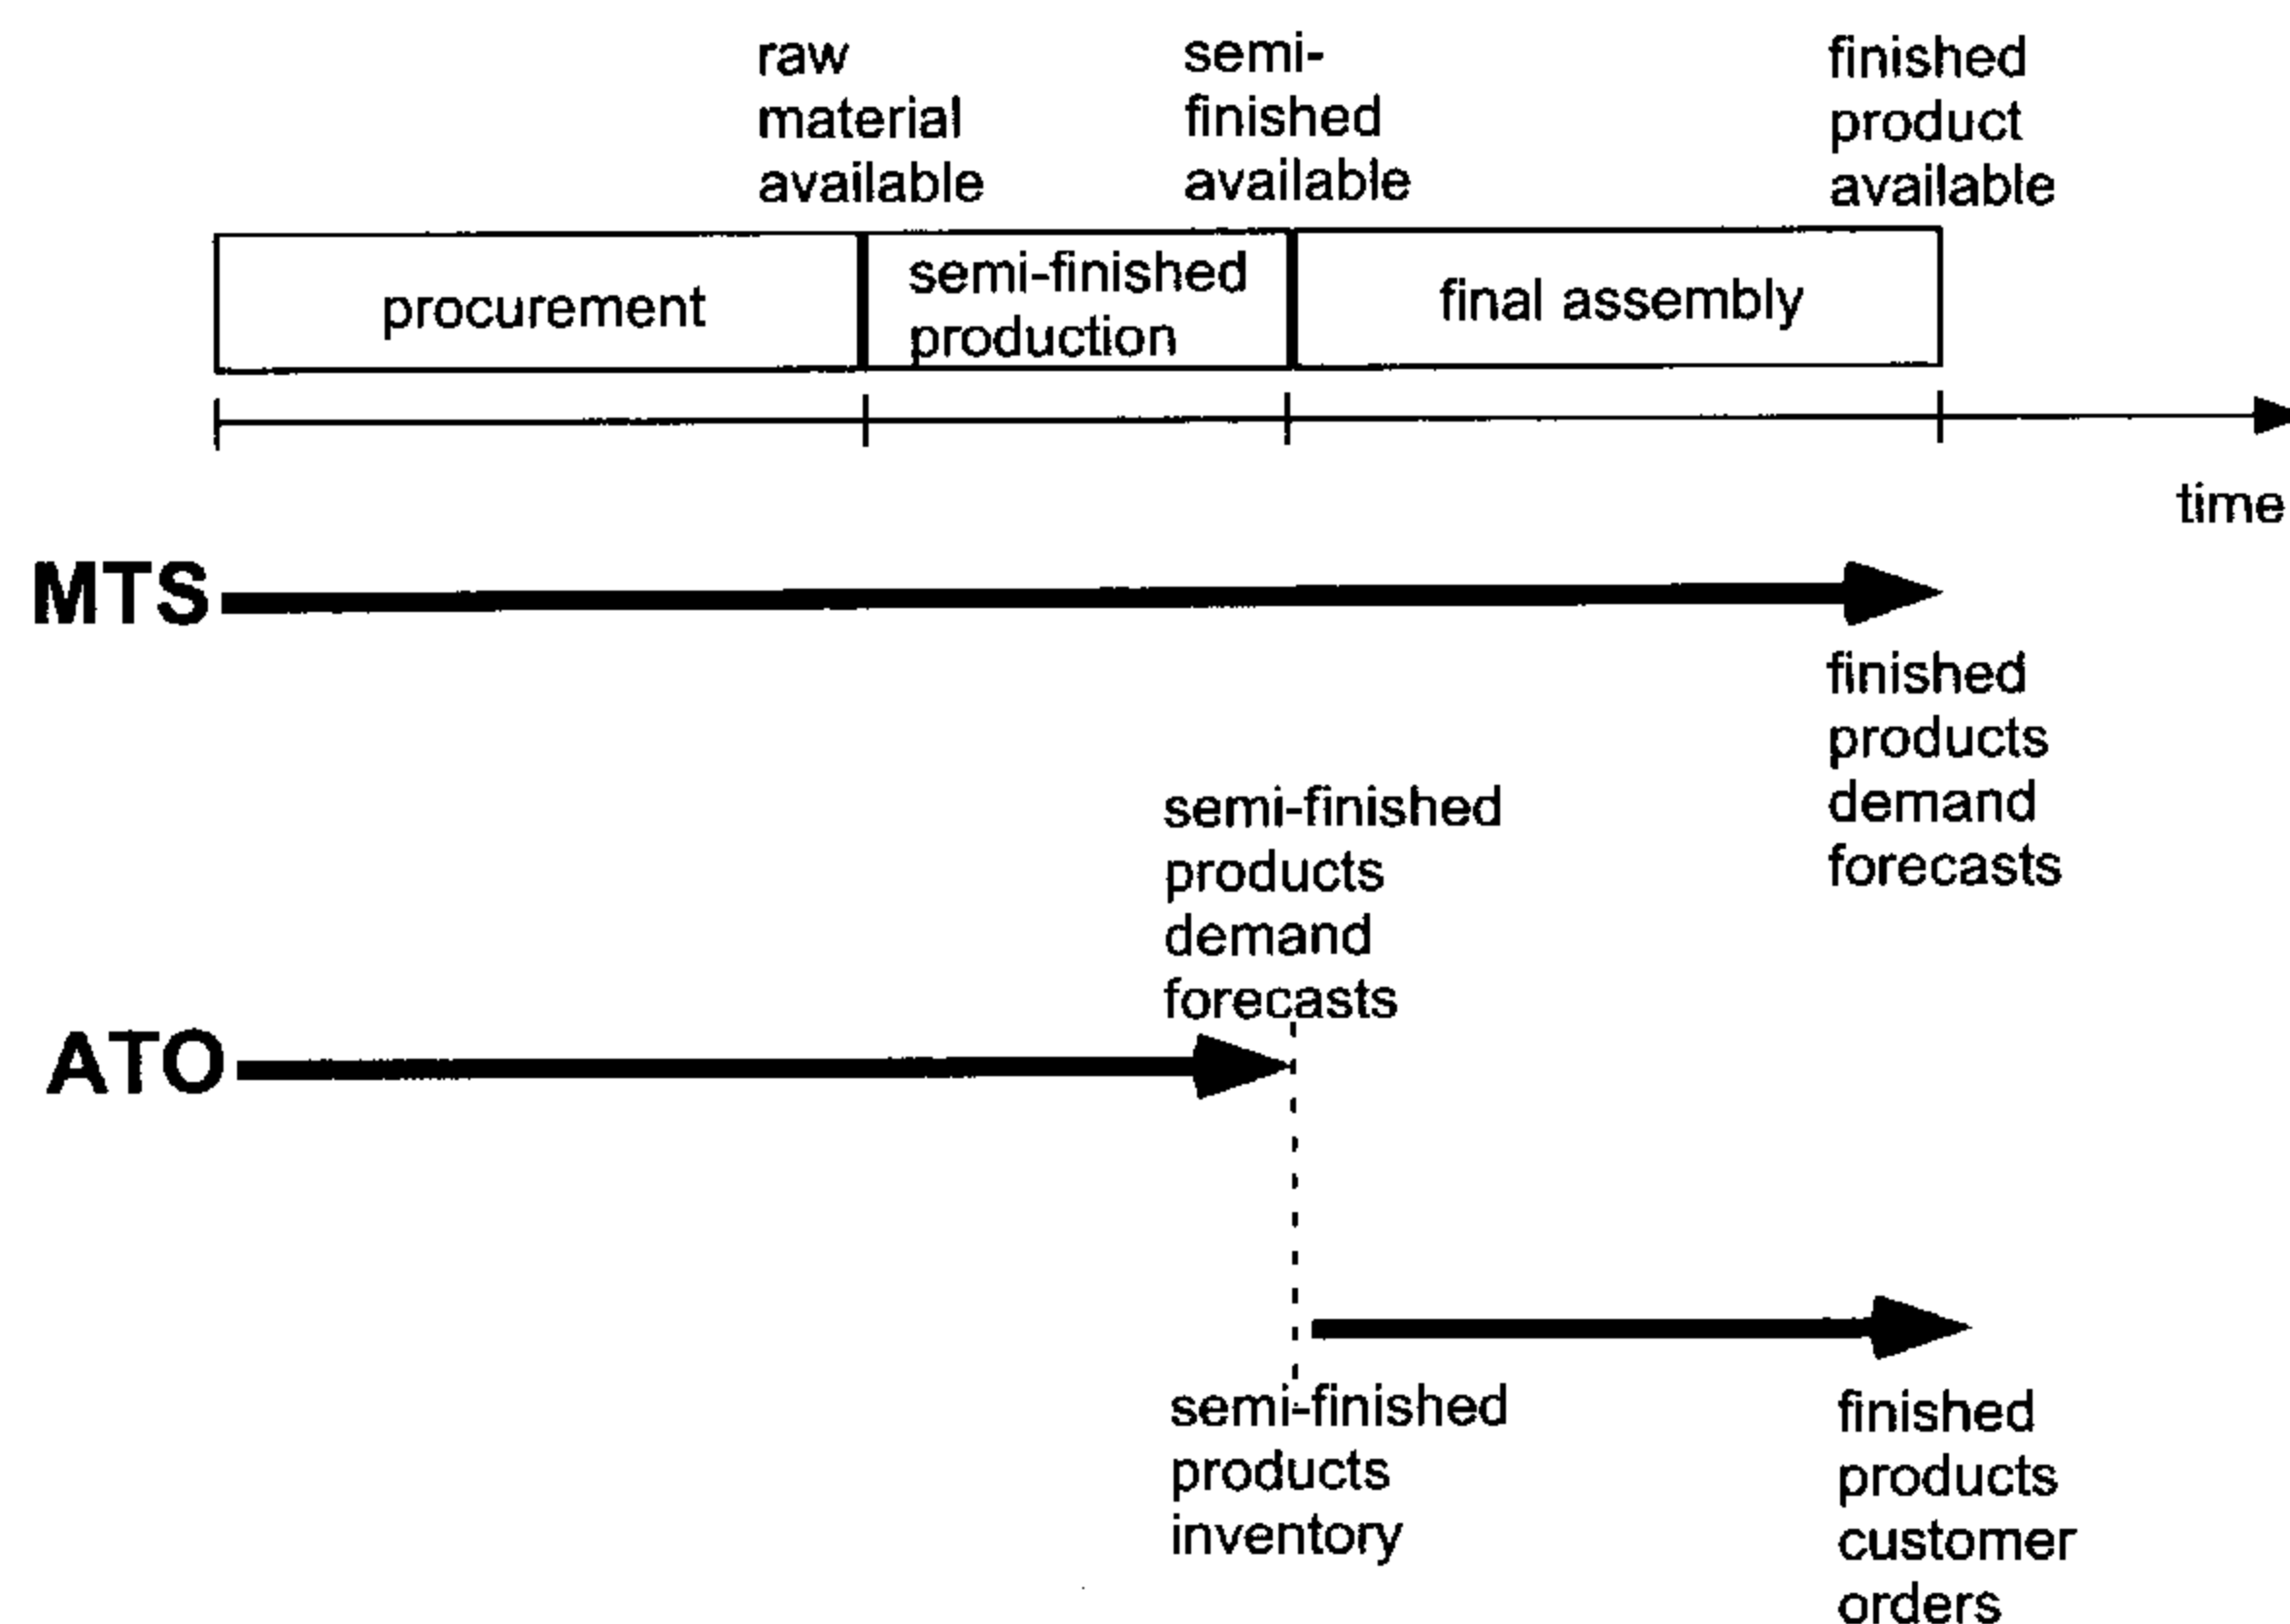 raw
material
available
semi-
finished
available
finished
product
available
procurement
semi-finished
production
final assembly
time
MTS
finished
products
demand
forecasts
semi-finished
products
demand
forecasts
ATO
semi-finished
products
inventory
finished
products
customer
orders